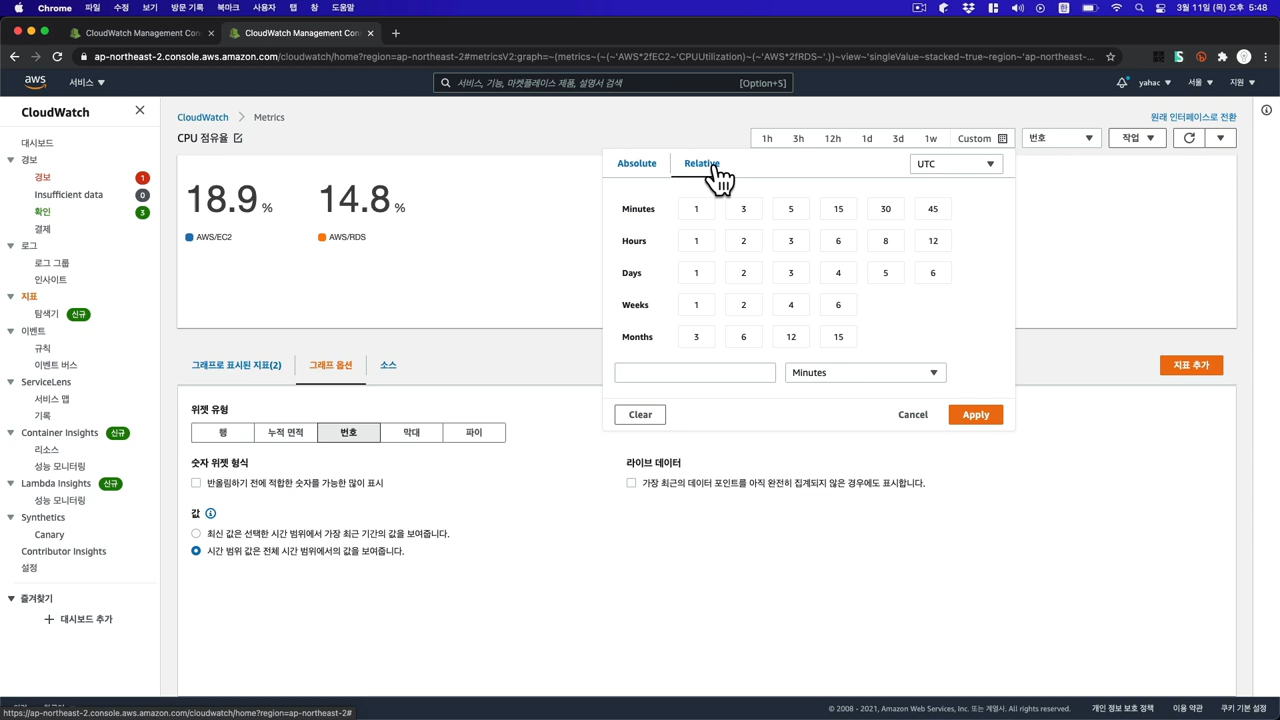 Chrome 파일 수정 보기 방문 기록 북마크 사용자 탭 창 도움말 3월 11일(목) 오후 5:48
CloudWatch Management Con
CloudWatch Management Con
ap-northeast-2.console.aws.amazon.com/cloudwatch/home?region=ap-northeast-2#metricsV2:graph=~(metrics~(~(~'AWS*2fEC2~'CPUUtilization)~(~'AWS*2fRDS~'.))~view~'singleValue~stacked~true~region~'ap-northeast-...
aws 서비스 서비스, 기능, 마켓플레이스 제품, 설명서 검색 [Option+S] yahac 서울 지원
CloudWatch
대시보드
경보
경보 1
Insufficient data 0
확인 3
결제
로그
로그 그룹
인사이트
지표
탐색기 신규
이벤트
규칙
이벤트 버스
ServiceLens
서비스 맵
기록
Container Insights 신규
리소스
성능 모니터링
Lambda Insights 신규
성능 모니터링
Synthetics
Canary
Contributor Insights
설정
즐겨찾기
대시보드 추가
CloudWatch Metrics
원래 인터페이스로 전환
CPU 점유율
1h 3h 12h 1d 3d 1w Custom 번호 작업
18.9 % 14.8 %
AWS/EC2 AWS/RDS
Absolute Relative UTC
Minutes 1 3 5 15 30 45
Hours 1 2 3 6 8 12
Days 1 2 3 4 5 6
Weeks 1 2 4 6
Months 3 6 12 15
Minutes
Clear Cancel Apply
그래프로 표시된 지표(2) 그래프 옵션 소스 지표 추가
위젯 유형
행 누적 면적 번호 막대 파이
숫자 위젯 형식
반올림하기 전에 적합한 숫자를 가능한 많이 표시
라이브 데이터
가장 최근의 데이터 포인트를 아직 완전히 집계되지 않은 경우에도 표시합니다.
값
최신 값은 선택한 시간 범위에서 가장 최근 기간의 값을 보여줍니다.
시간 범위 값은 전체 시간 범위에서의 값을 보여줍니다.
https://ap-northeast-2.console.aws.amazon.com/cloudwatch/home?region=ap-northeast-2#
© 2008 - 2021, Amazon Web Services, Inc. 또는 계열사. All rights reserved. 개인 정보 보호 정책 이용 약관 쿠키 기본 설정